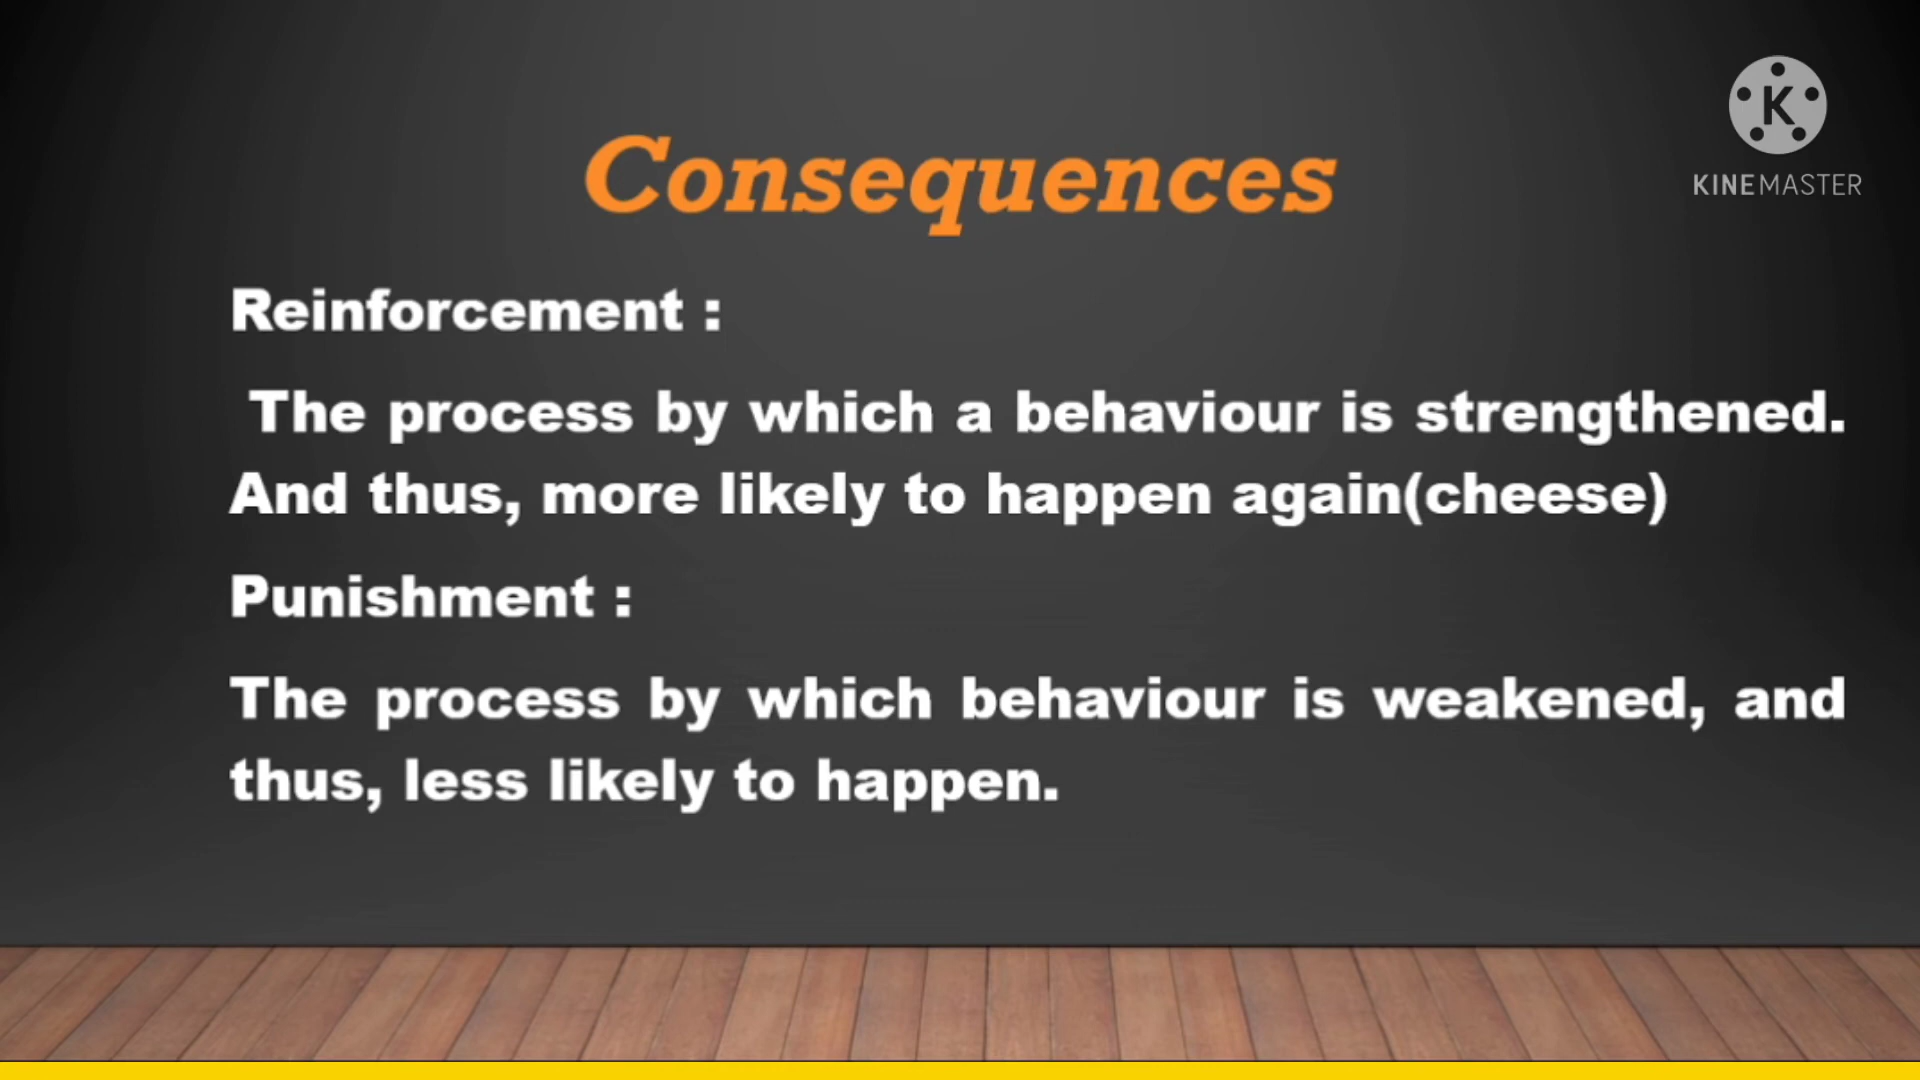 Consequences
K
KINEMASTER
Reinforcement :
The process by which a behaviour is strengthened.
And thus, more likely to happen again(cheese)
Punishment :
The process by which behaviour is weakened, and
thus, less likely to happen.